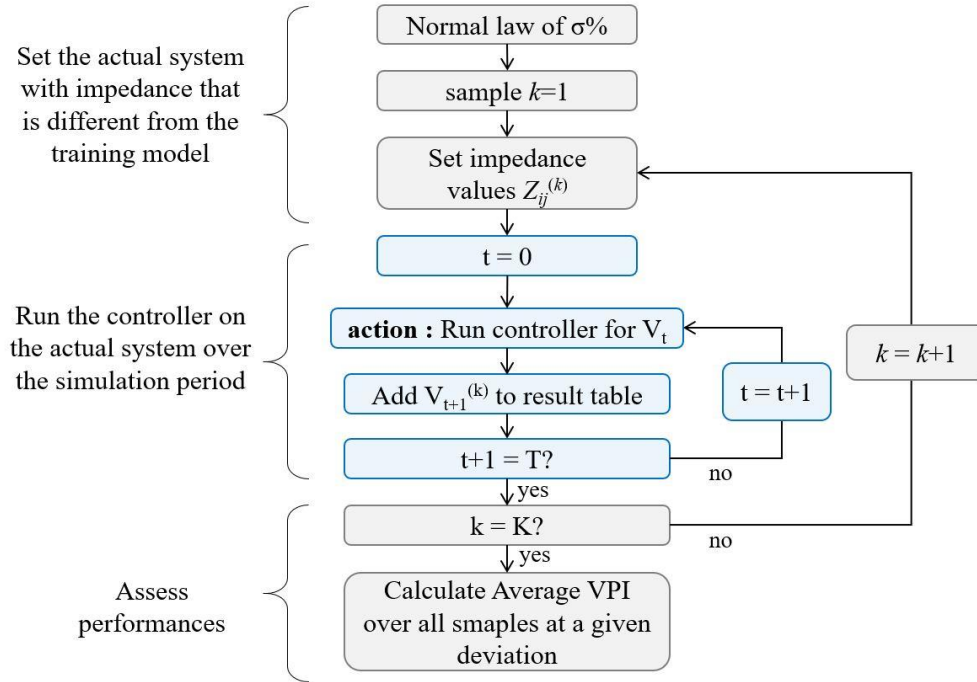 Normal law of σ%
Set the actual system
with impedance that
is different from the
training model
sample k=1
Set impedance
values Zij(k)
t = 0
Run the controller on
the actual system over
the simulation period
action : Run controller for Vt
Add Vt+1(k) to result table
t+1 = T?
no
t = t+1
k = k+1
yes
k = K?
no
yes
Assess
performances
Calculate Average VPI
over all smaples at a given
deviation